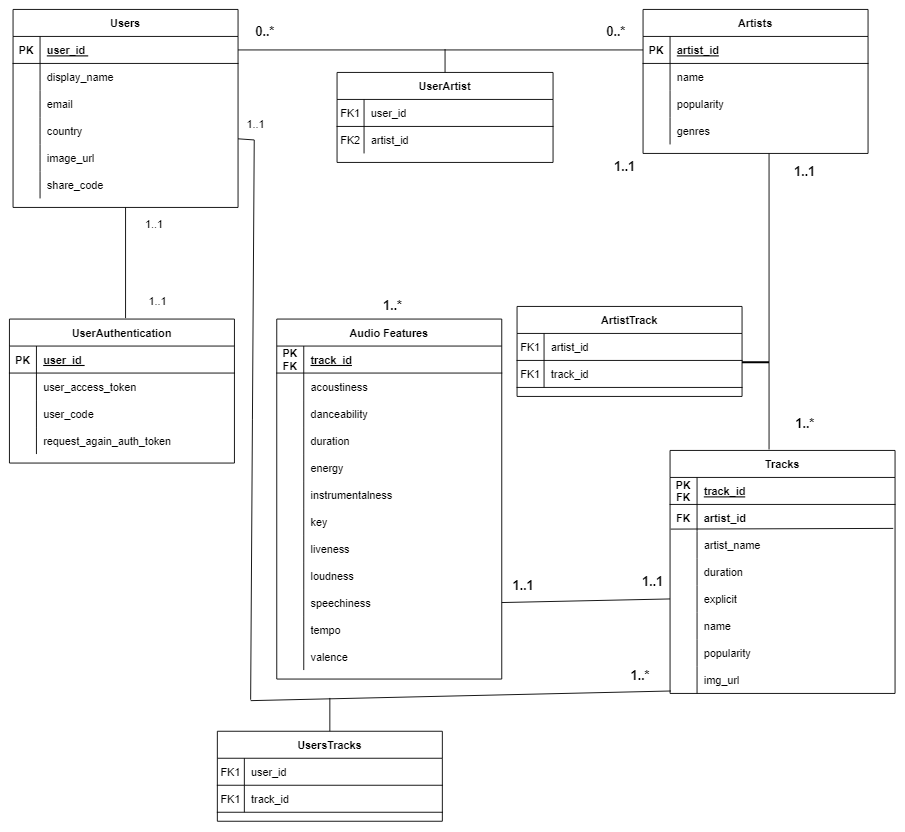 Users
PK user_id
display_name
email
country
image_url
share_code
0..*
0..*
Artists
PK artist_id
name
popularity
genres
UserArtist
FK1 user_id
FK2 artist_id
1..1
1..1
1..1
1..1
1..1
UserAuthentication
PK user_id
user_access_token
user_code
request_again_auth_token
1..*
Audio Features
PK
FK track_id
acoustiness
danceability
duration
energy
instrumentalness
key
liveness
loudness
speechiness
tempo
valence
ArtistTrack
FK1 artist_id
FK1 track_id
1..*
Tracks
PK
FK track_id
FK artist_id
artist_name
duration
explicit
name
popularity
img_url
1..1
1..1
1..*
UsersTracks
FK1 user_id
FK1 track_id